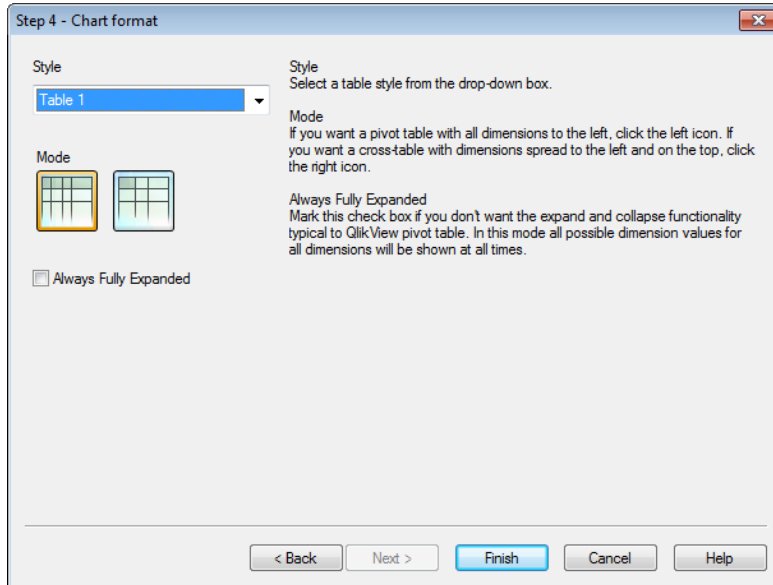 Step 4 - Chart format
Style
Table 1
Mode
Always Fully Expanded
Style
Select a table style from the drop-down box.
Mode
If you want a pivot table with all dimensions to the left, click the left icon. If
you want a cross-table with dimensions spread to the left and on the top, click
the right icon.
Always Fully Expanded
Mark this check box if you don't want the expand and collapse functionality
typical to QlikView pivot table. In this mode all possible dimension values for
all dimensions will be shown at all times.
< Back
Next >
Finish
Cancel
Help